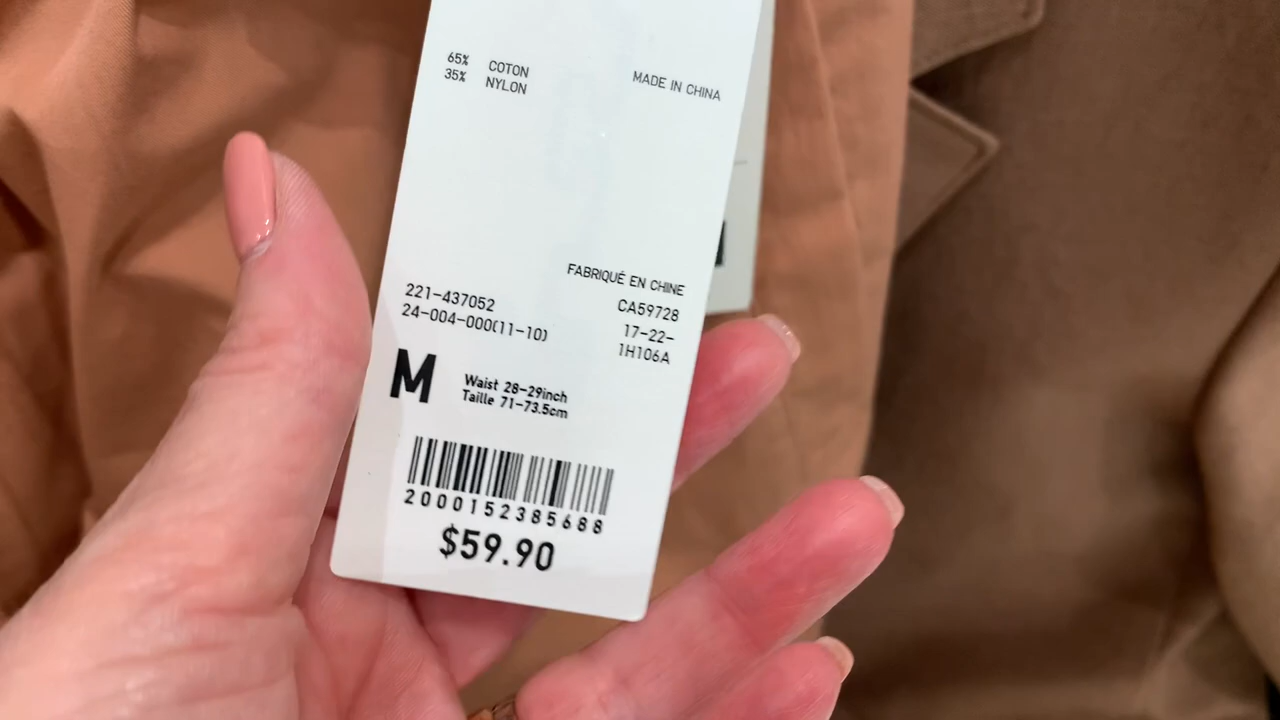 65% COTON
35% NYLON
MADE IN CHINA
FABRIQUÉ EN CHINE
221-437052
CA59728
24-004-000(11-10)
17-22-
1H106A
M
Waist 28-29inch
Taille 71-73.5cm
2000152385688
$59.90